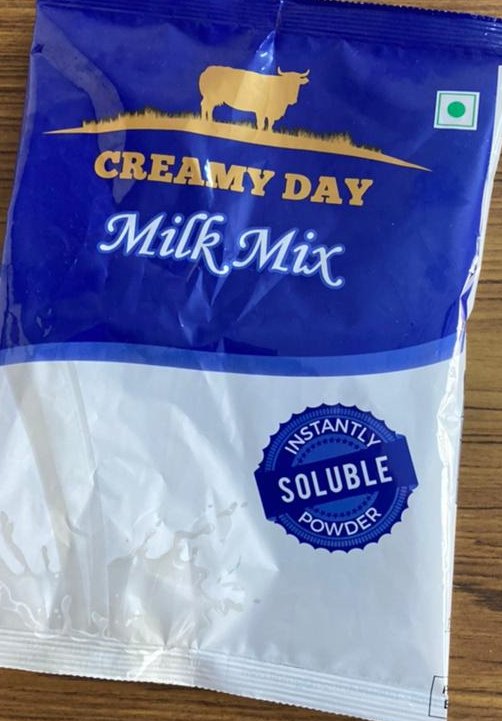 CREAMY DAY
Milk Mix
INSTANTLY
SOLUBLE
POWDER